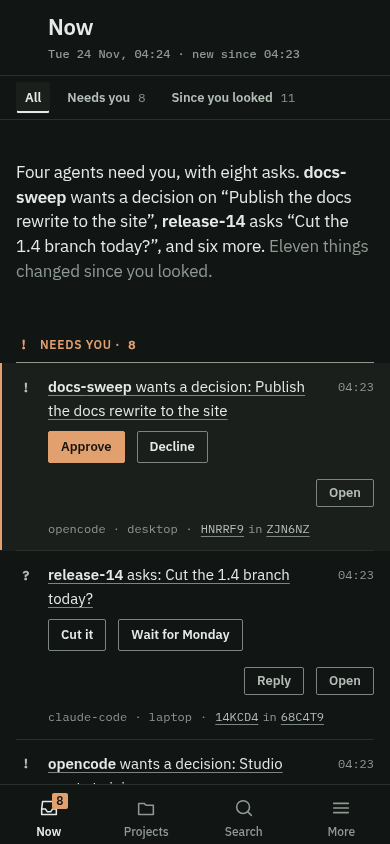 Now
Tue 24 Nov, 04:24 · new since 04:23
All Needs you 8 Since you looked 11
Four agents need you, with eight asks. docs-
sweep wants a decision on “Publish the docs
rewrite to the site”, release-14 asks “Cut the
1.4 branch today?”, and six more. Eleven things
changed since you looked.
! NEEDS YOU · 8
! docs-sweep wants a decision: Publish 04:23
the docs rewrite to the site
Approve Decline
Open
opencode · desktop · HNRRF9 in ZJN6NZ
? release-14 asks: Cut the 1.4 branch 04:23
today?
Cut it Wait for Monday
Reply Open
claude-code · laptop · 14KCD4 in 68C4T9
! opencode wants a decision: Studio 04:23
8
Now Projects Search More